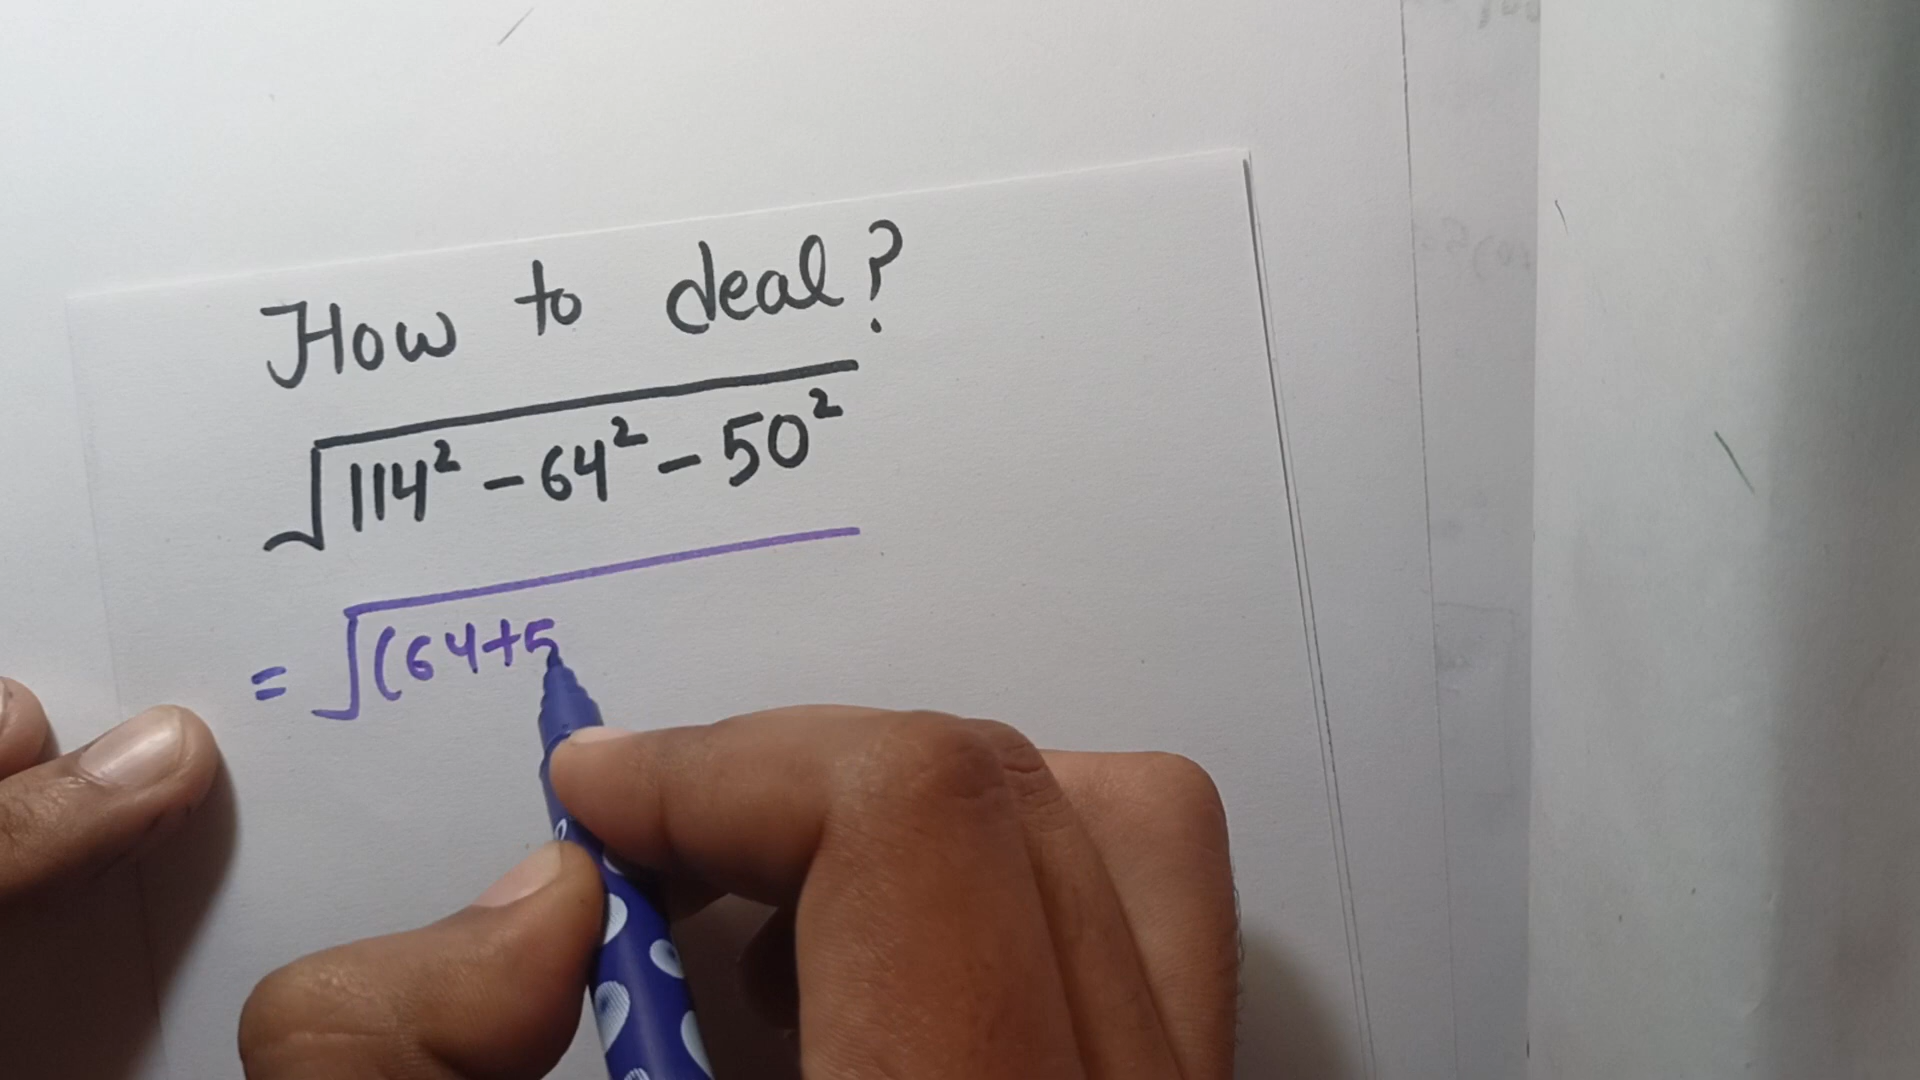 How to deal?
√114² - 64² - 50²
= √(64+5